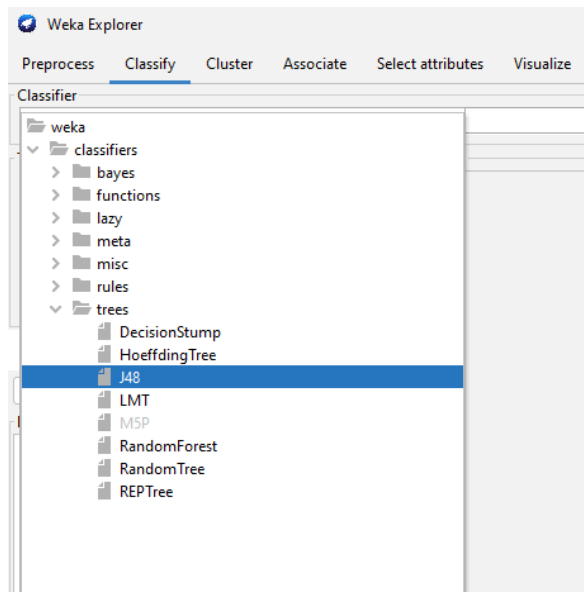 Weka Explorer
Preprocess Classify Cluster Associate Select attributes Visualize
Classifier
weka
classifiers
bayes
functions
lazy
meta
misc
rules
trees
DecisionStump
HoeffdingTree
J48
LMT
M5P
RandomForest
RandomTree
REPTree